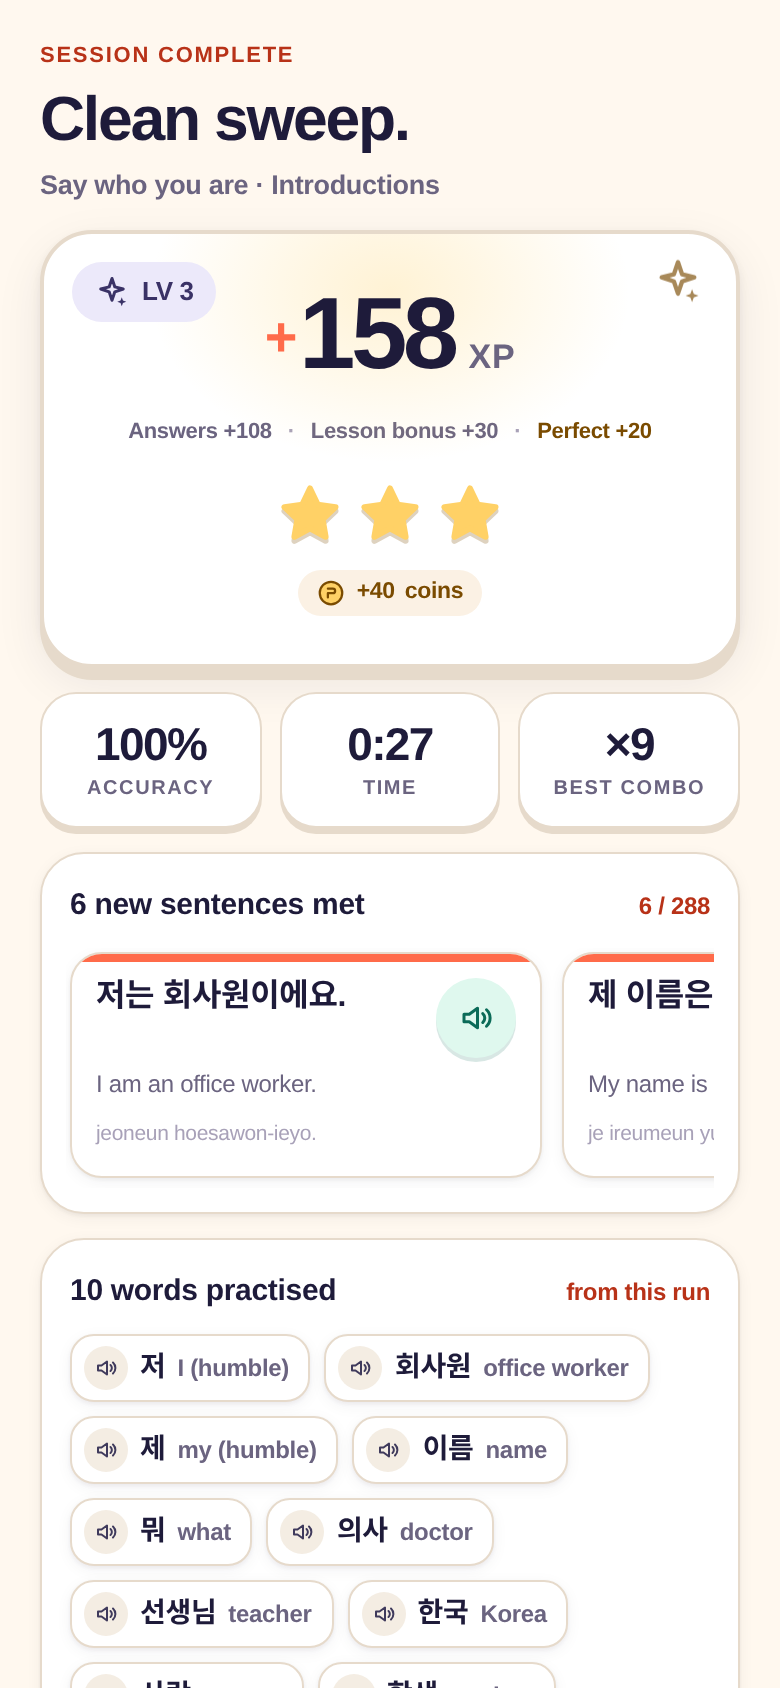 SESSION COMPLETE
Clean sweep.
Say who you are · Introductions
LV 3
+158 XP
Answers +108 · Lesson bonus +30 · Perfect +20
+40 coins
100%
ACCURACY
0:27
TIME
×9
BEST COMBO
6 new sentences met
6 / 288
저는 회사원이에요.
I am an office worker.
jeoneun hoesawon-ieyo.
제 이름은
My name is
je ireumeun
10 words practised
from this run
저 I (humble)
회사원 office worker
제 my (humble)
이름 name
뭐 what
의사 doctor
선생님 teacher
한국 Korea